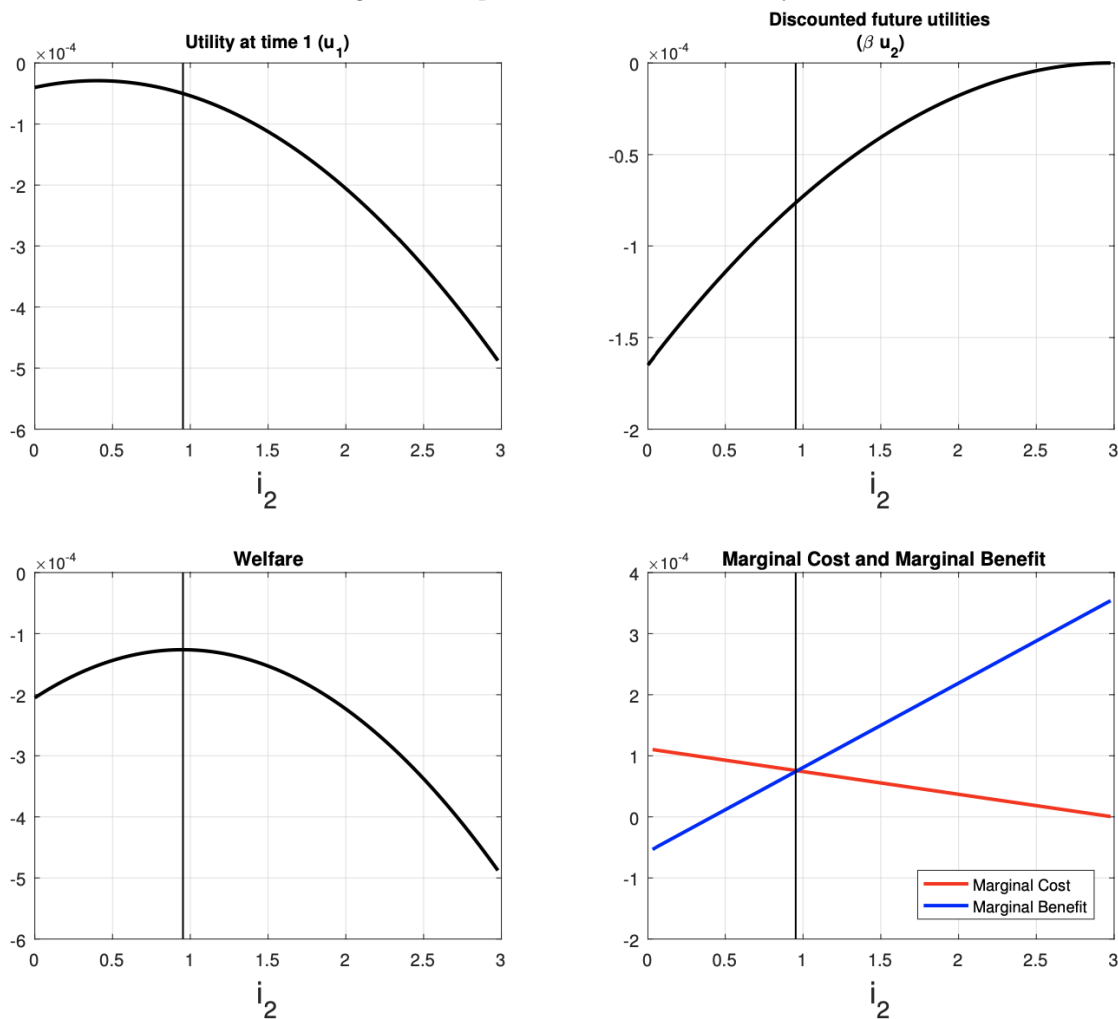 Utility at time 1 (u₁)
×10⁻⁴
0
-1
-2
-3
-4
-5
-6
0 0.5 1 1.5 2 2.5 3
i₂
Discounted future utilities
(β u₂)
×10⁻⁴
0
-0.5
-1
-1.5
-2
0 0.5 1 1.5 2 2.5 3
i₂
Welfare
×10⁻⁴
0
-1
-2
-3
-4
-5
-6
0 0.5 1 1.5 2 2.5 3
i₂
Marginal Cost and Marginal Benefit
×10⁻⁴
4
3
2
1
0
-1
-2
0 0.5 1 1.5 2 2.5 3
i₂
Marginal Cost
Marginal Benefit